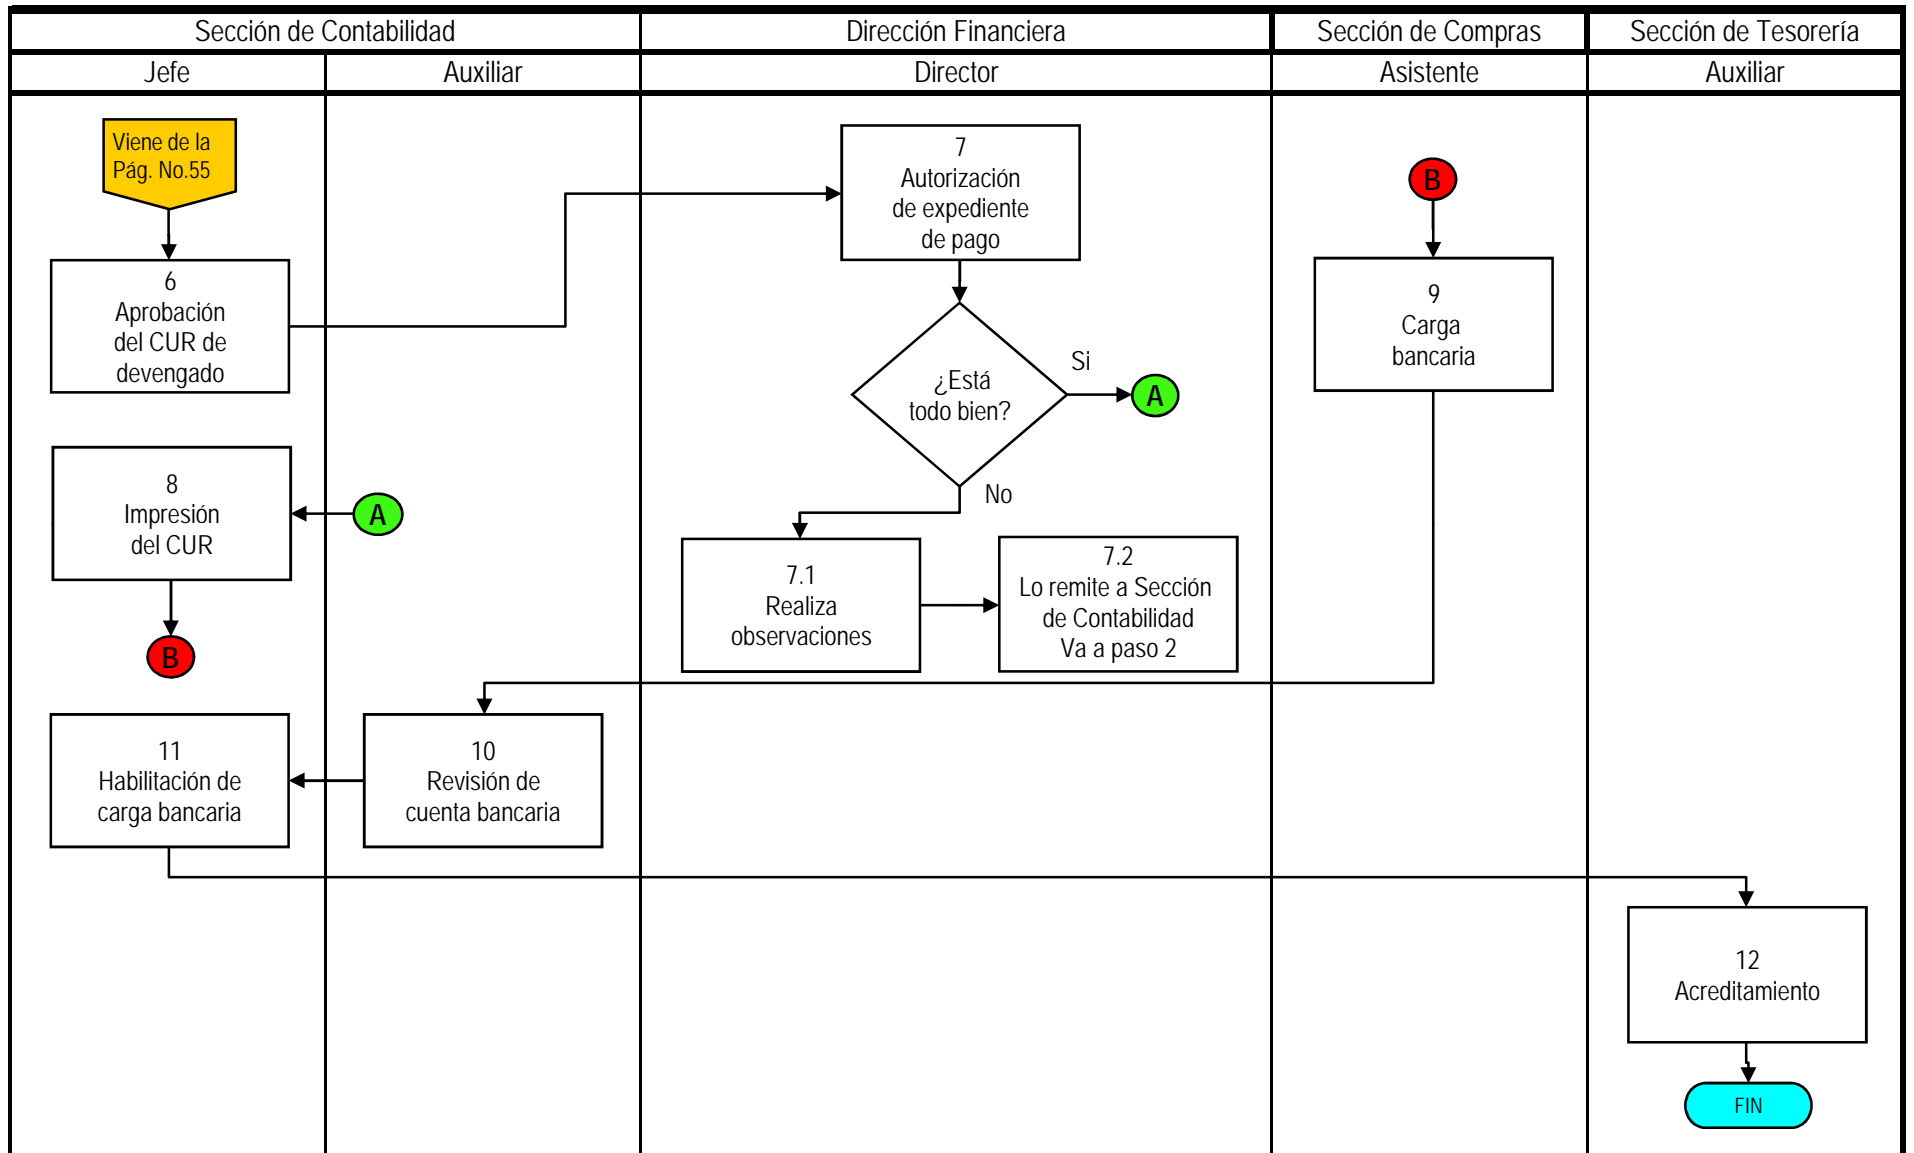 Sección de Contabilidad
Dirección Financiera
Sección de Compras
Sección de Tesorería
Jefe
Auxiliar
Director
Asistente
Auxiliar
Viene de la
Pág. No.55
6
Aprobación
del CUR de
devengado
7
Autorización
de expediente
de pago
¿Está
todo bien?
Si
A
No
7.1
Realiza
observaciones
7.2
Lo remite a Sección
de Contabilidad
Va a paso 2
A
8
Impresión
del CUR
B
B
9
Carga
bancaria
10
Revisión de
cuenta bancaria
11
Habilitación de
carga bancaria
12
Acreditamiento
FIN